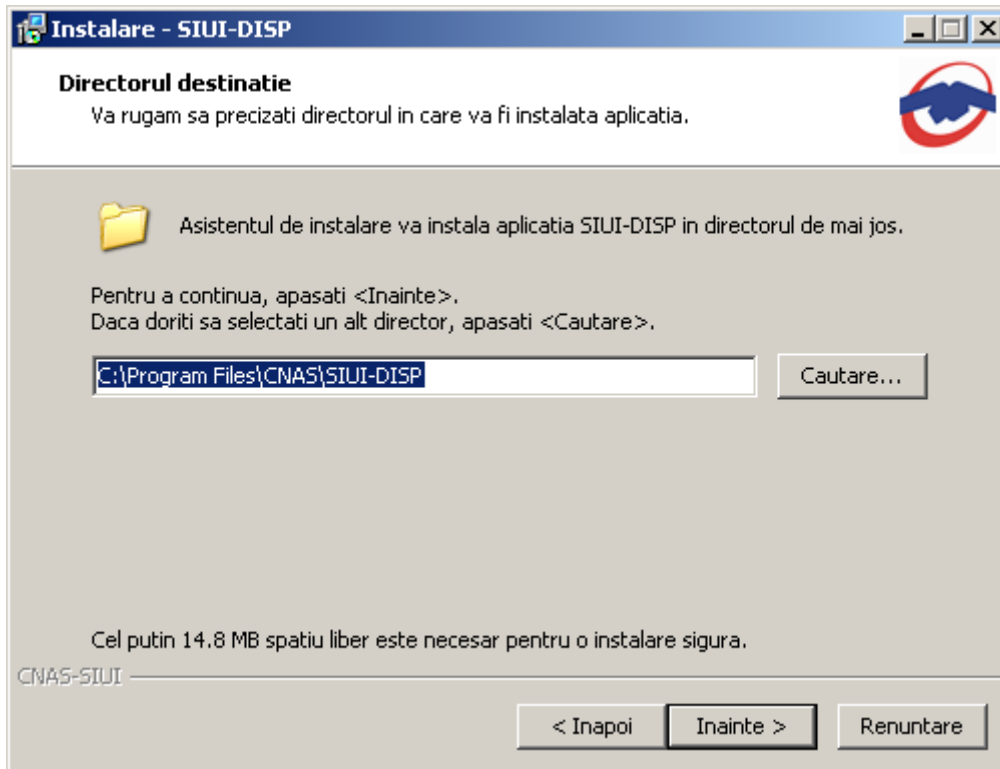 Instalare - SIUI-DISP
Directorul destinatie
Va rugam sa precizati directorul in care va fi instalata aplicatia.
Asistentul de instalare va instala aplicatia SIUI-DISP in directorul de mai jos.
Pentru a continua, apasati <Inainte>.
Daca doriti sa selectati un alt director, apasati <Cautare>.
C:\Program Files\CNAS\SIUI-DISP
Cautare...
Cel putin 14.8 MB spatiu liber este necesar pentru o instalare sigura.
CNAS-SIUI
< Inapoi
Inainte >
Renuntare